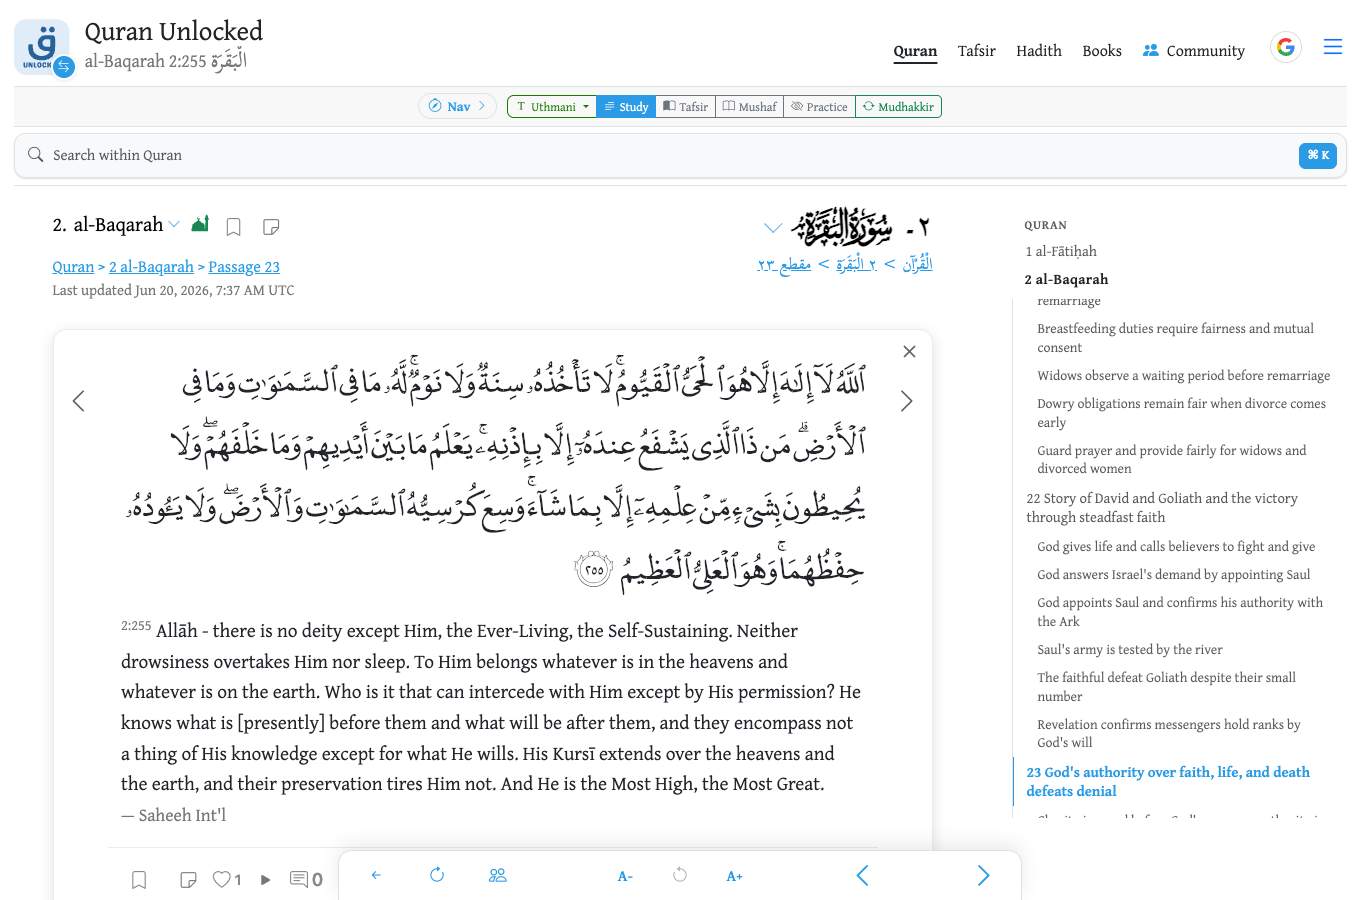 Quran Unlocked
al-Baqarah 2:255 الْبَقَرَة
UNLOCK
Quran Tafsir Hadith Books Community
Nav Uthmani Study Tafsir Mushaf Practice Mudhakkir
Search within Quran ⌘ K
2. al-Baqarah
٢ - سُورَةُ البَقَرَةِ
Quran > 2 al-Baqarah > Passage 23
الْقُرْآن > ٢ الْبَقَرَة > مقطع ٢٣
Last updated Jun 20, 2026, 7:37 AM UTC
ٱللَّهُ لَآ إِلَٰهَ إِلَّا هُوَ ٱلْحَىُّ ٱلْقَيُّومُ ۚ لَا تَأْخُذُهُۥ سِنَةٌ وَلَا نَوْمٌ ۚ لَّهُۥ مَا فِى ٱلسَّمَٰوَٰتِ وَمَا فِى
ٱلْأَرْضِ ۗ مَن ذَا ٱلَّذِى يَشْفَعُ عِندَهُۥٓ إِلَّا بِإِذْنِهِۦ ۚ يَعْلَمُ مَا بَيْنَ أَيْدِيهِمْ وَمَا خَلْفَهُمْ ۖ وَلَا
يُحِيطُونَ بِشَىْءٍ مِّنْ عِلْمِهِۦٓ إِلَّا بِمَا شَآءَ ۚ وَسِعَ كُرْسِيُّهُ ٱلسَّمَٰوَٰتِ وَٱلْأَرْضَ ۖ وَلَا يَـُٔودُهُۥ
حِفْظُهُمَا ۚ وَهُوَ ٱلْعَلِىُّ ٱلْعَظِيمُ ٢٥٥
2:255 Allāh - there is no deity except Him, the Ever-Living, the Self-Sustaining. Neither
drowsiness overtakes Him nor sleep. To Him belongs whatever is in the heavens and
whatever is on the earth. Who is it that can intercede with Him except by His permission? He
knows what is [presently] before them and what will be after them, and they encompass not
a thing of His knowledge except for what He wills. His Kursī extends over the heavens and
the earth, and their preservation tires Him not. And He is the Most High, the Most Great.
— Saheeh Int'l
1 0
A- A+
QURAN
1 al-Fātiḥah
2 al-Baqarah
remarriage
Breastfeeding duties require fairness and mutual
consent
Widows observe a waiting period before remarriage
Dowry obligations remain fair when divorce comes
early
Guard prayer and provide fairly for widows and
divorced women
22 Story of David and Goliath and the victory
through steadfast faith
God gives life and calls believers to fight and give
God answers Israel's demand by appointing Saul
God appoints Saul and confirms his authority with
the Ark
Saul's army is tested by the river
The faithful defeat Goliath despite their small
number
Revelation confirms messengers hold ranks by
God's will
23 God's authority over faith, life, and death
defeats denial